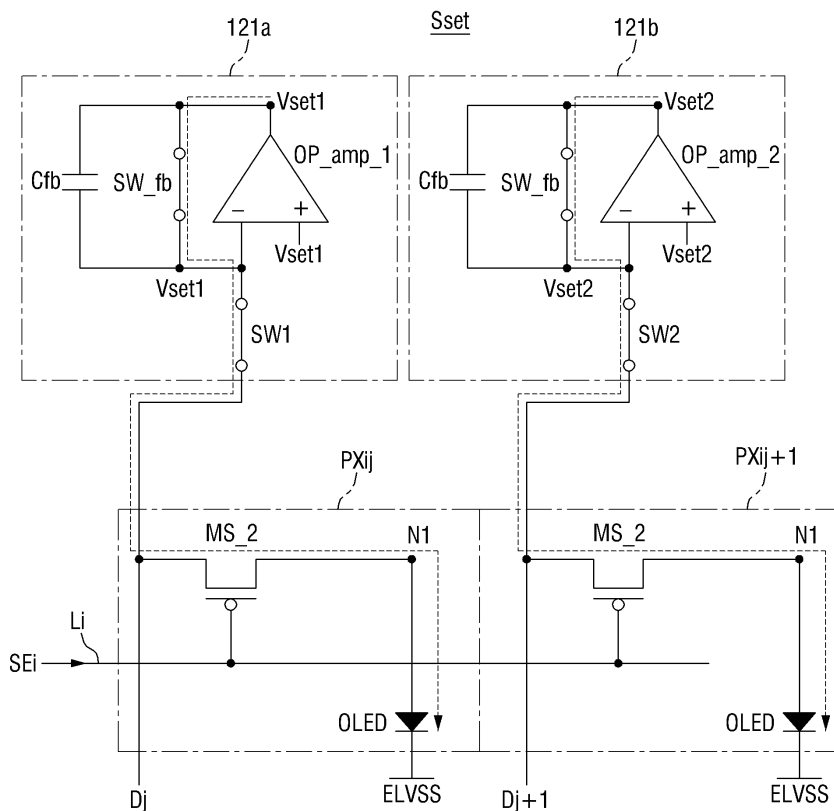 Sset
121a
121b
Vset1
Vset2
OP_amp_1
OP_amp_2
Cfb
SW_fb
Cfb
SW_fb
− +
− +
Vset1
Vset2
Vset1
Vset2
SW1
SW2
PXij
PXij+1
MS_2
N1
MS_2
N1
Li
SEi
OLED
OLED
Dj
ELVSS
Dj+1
ELVSS